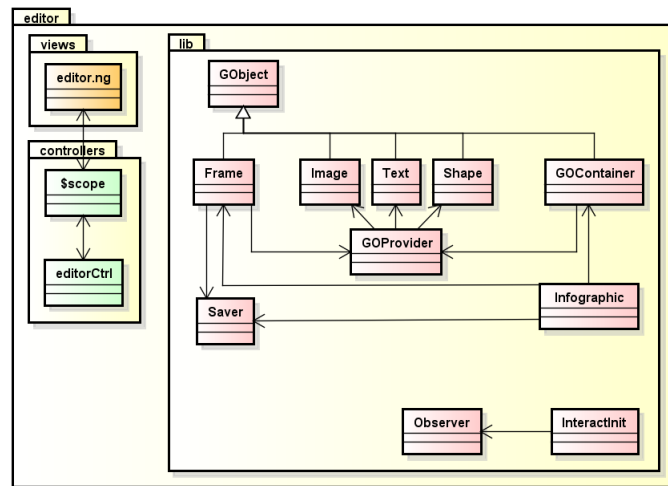 editor
views
lib
editor.ng
GObject
controllers
$scope
Frame
Image
Text
Shape
GOContainer
GOProvider
editorCtrl
Saver
Infographic
Observer
InteractInit